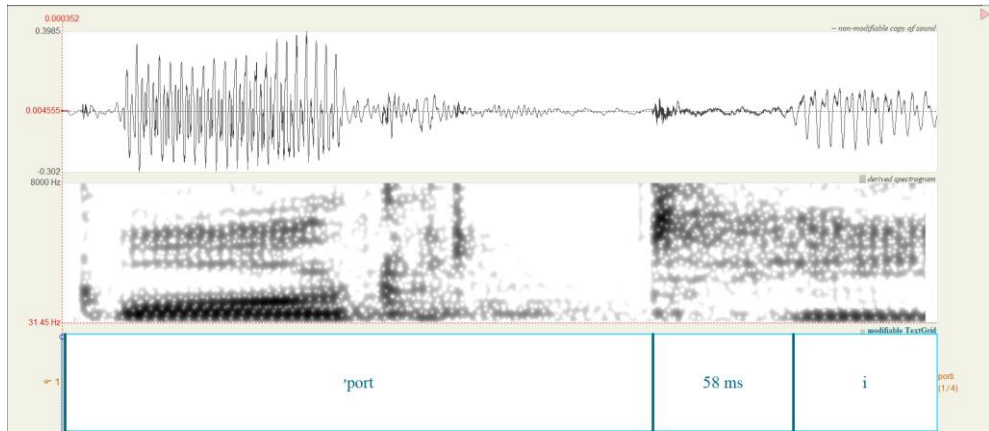 0.000352
0.3985
~ non-modifiable copy of sound
0.004555
-0.302
8000 Hz
derived spectrogram
31.45 Hz
modifiable TextGrid
1
ˈport
58 ms
i
porti
(1/4)